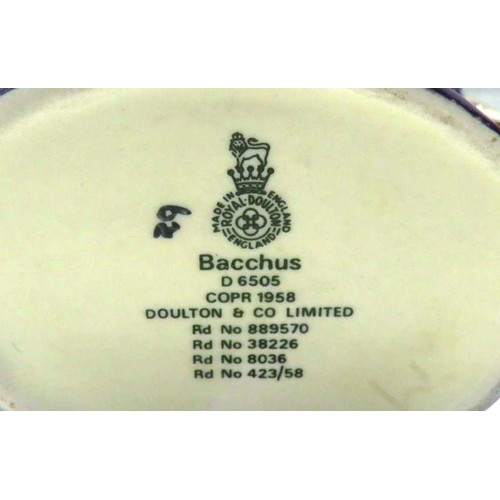 MADE IN ENGLAND
ROYAL·DOULTON
ENGLAND
29
Bacchus
D 6505
COPR 1958
DOULTON & CO LIMITED
Rd No 889570
Rd No 38226
Rd No 8036
Rd No 423/58